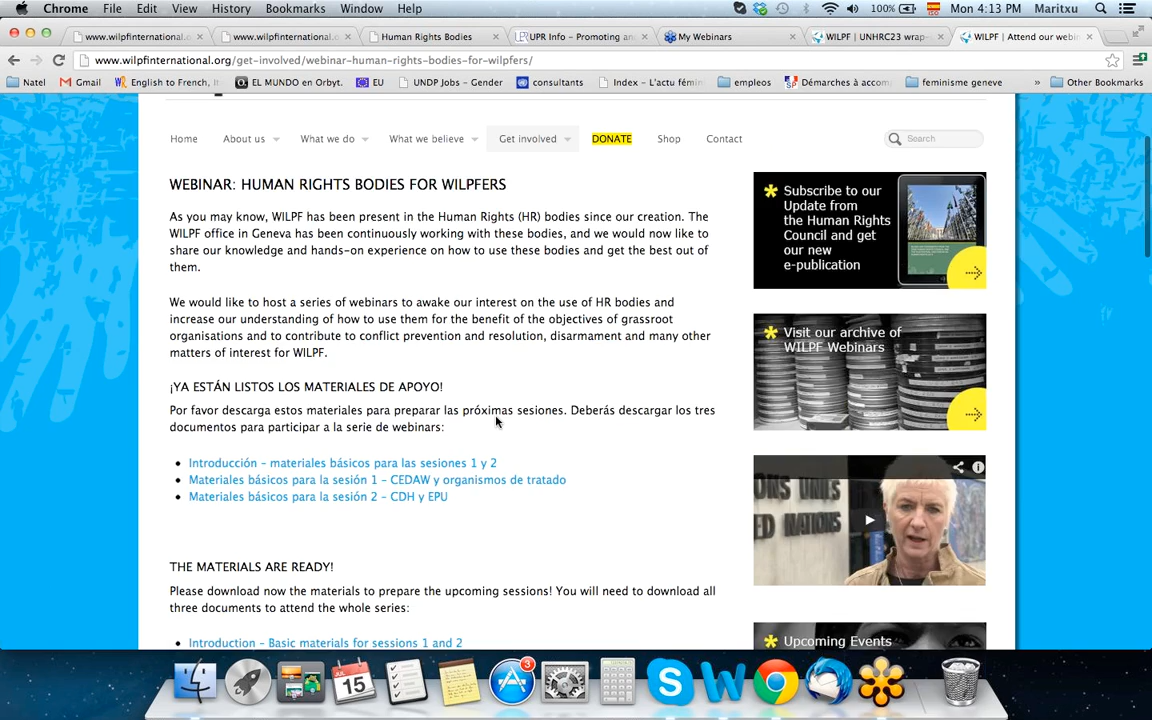 Chrome File Edit View History Bookmarks Window Help 100% Mon 4:13 PM Maritxu
www.wilpfinternational.o
www.wilpfinternational.o
Human Rights Bodies
UPR Info – Promoting an
My Webinars
WILPF | UNHRC23 wrap-
WILPF | Attend our webi
www.wilpfinternational.org/get-involved/webinar-human-rights-bodies-for-wilpfers/
Natel Gmail English to French, EL MUNDO en Orbyt. EU UNDP Jobs – Gender consultants Index – L'actu fémin empleos Démarches à accom feminisme geneve » Other Bookmarks
Home About us What we do What we believe Get involved DONATE Shop Contact Search
WEBINAR: HUMAN RIGHTS BODIES FOR WILPFERS
As you may know, WILPF has been present in the Human Rights (HR) bodies since our creation. The
WILPF office in Geneva has been continuously working with these bodies, and we would now like to
share our knowledge and hands-on experience on how to use these bodies and get the best out of
them.
We would like to host a series of webinars to awake our interest on the use of HR bodies and
increase our understanding of how to use them for the benefit of the objectives of grassroot
organisations and to contribute to conflict prevention and resolution, disarmament and many other
matters of interest for WILPF.
¡YA ESTÁN LISTOS LOS MATERIALES DE APOYO!
Por favor descarga estos materiales para preparar las próximas sesiones. Deberás descargar los tres
documentos para participar a la serie de webinars:
Introducción – materiales básicos para las sesiones 1 y 2
Materiales básicos para la sesión 1 – CEDAW y organismos de tratado
Materiales básicos para la sesión 2 – CDH y EPU
THE MATERIALS ARE READY!
Please download now the materials to prepare the upcoming sessions! You will need to download all
three documents to attend the whole series:
Introduction – Basic materials for sessions 1 and 2
Subscribe to our
Update from
the Human Rights
Council and get
our new
e-publication
Visit our archive of
WILPF Webinars
ONS UNIES
ED NATIONS
Upcoming Events
JUL
15
3